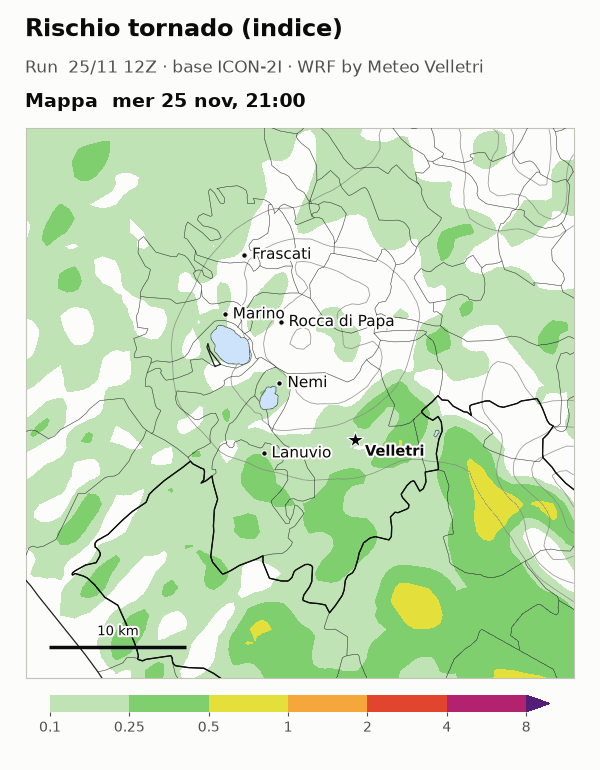 Rischio tornado (indice)
Run  25/11 12Z · base ICON-2I · WRF by Meteo Velletri
Mappa  mer 25 nov, 21:00
Frascati
Marino
Rocca di Papa
Nemi
Velletri
Lanuvio
10 km
0.1 0.25 0.5 1 2 4 8